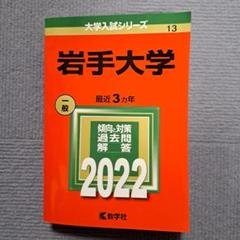 大学入試シリーズ
13
岩手大学
一般
最近3カ年
傾向と対策
過去問
解答
2022
教学社